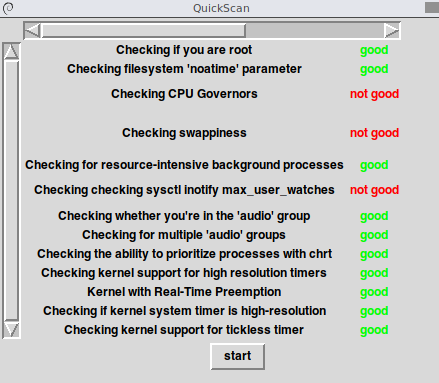 QuickScan
Checking if you are root good
Checking filesystem 'noatime' parameter good
Checking CPU Governors not good
Checking swappiness not good
Checking for resource-intensive background processes good
Checking checking sysctl inotify max_user_watches not good
Checking whether you're in the 'audio' group good
Checking for multiple 'audio' groups good
Checking the ability to prioritize processes with chrt good
Checking kernel support for high resolution timers good
Kernel with Real-Time Preemption good
Checking if kernel system timer is high-resolution good
Checking kernel support for tickless timer good
start